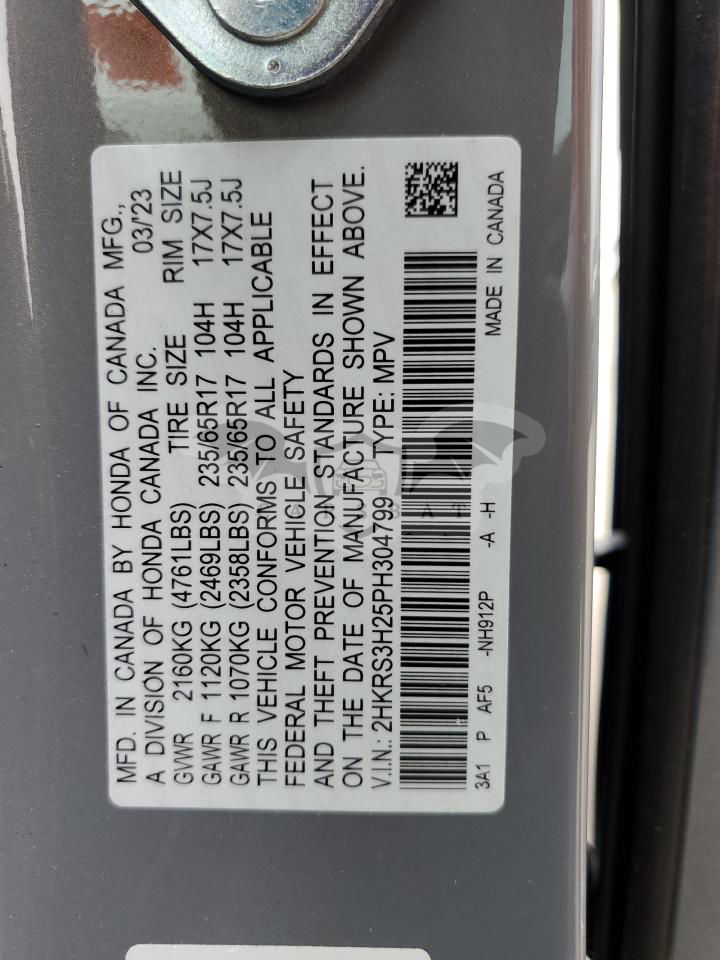 MFD. IN CANADA BY HONDA OF CANADA MFG.,
A DIVISION OF HONDA CANADA INC. 03/'23
GVWR 2160KG (4761LBS) TIRE SIZE RIM SIZE
GAWR F 1120KG (2469LBS) 235/65R17 104H 17X7.5J
GAWR R 1070KG (2358LBS) 235/65R17 104H 17X7.5J
THIS VEHICLE CONFORMS TO ALL APPLICABLE
FEDERAL MOTOR VEHICLE SAFETY
AND THEFT PREVENTION STANDARDS IN EFFECT
ON THE DATE OF MANUFACTURE SHOWN ABOVE.
V.I.N.: 2HKRS3H25PH304799 TYPE: MPV
3A1 P AF5 -NH912P -A -H MADE IN CANADA